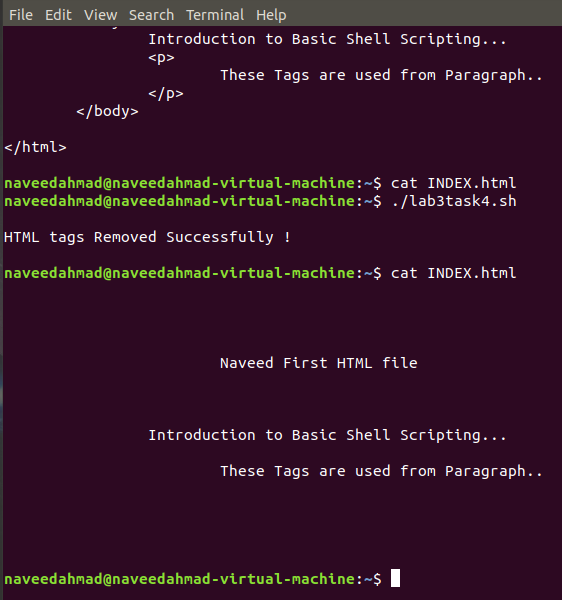 File Edit View Search Terminal Help
Introduction to Basic Shell Scripting...
<p>
These Tags are used from Paragraph..
</p>
</body>
</html>
naveedahmad@naveedahmad-virtual-machine:~$ cat INDEX.html
naveedahmad@naveedahmad-virtual-machine:~$ ./lab3task4.sh
HTML tags Removed Successfully !
naveedahmad@naveedahmad-virtual-machine:~$ cat INDEX.html
Naveed First HTML file
Introduction to Basic Shell Scripting...
These Tags are used from Paragraph..
naveedahmad@naveedahmad-virtual-machine:~$